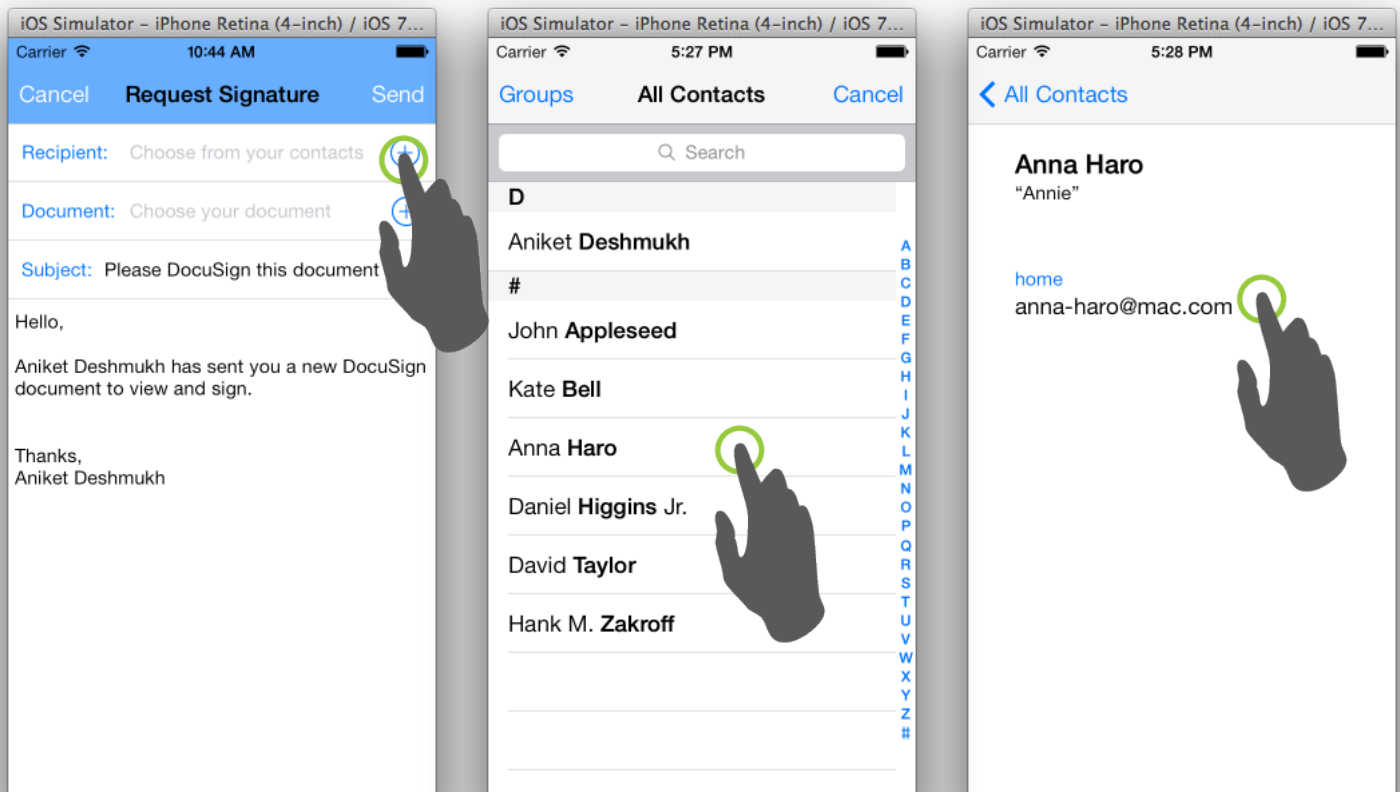 iOS Simulator – iPhone Retina (4-inch) / iOS 7...
Carrier 10:44 AM
Cancel Request Signature Send
Recipient: Choose from your contacts
Document: Choose your document
Subject: Please DocuSign this document
Hello,
Aniket Deshmukh has sent you a new DocuSign
document to view and sign.
Thanks,
Aniket Deshmukh
iOS Simulator – iPhone Retina (4-inch) / iOS 7...
Carrier 5:27 PM
Groups All Contacts Cancel
Search
D
Aniket Deshmukh
#
John Appleseed
Kate Bell
Anna Haro
Daniel Higgins Jr.
David Taylor
Hank M. Zakroff
A
B
C
D
E
F
G
H
I
J
K
L
M
N
O
P
Q
R
S
T
U
V
W
X
Y
Z
#
iOS Simulator – iPhone Retina (4-inch) / iOS 7...
Carrier 5:28 PM
All Contacts
Anna Haro
“Annie”
home
anna-haro@mac.com